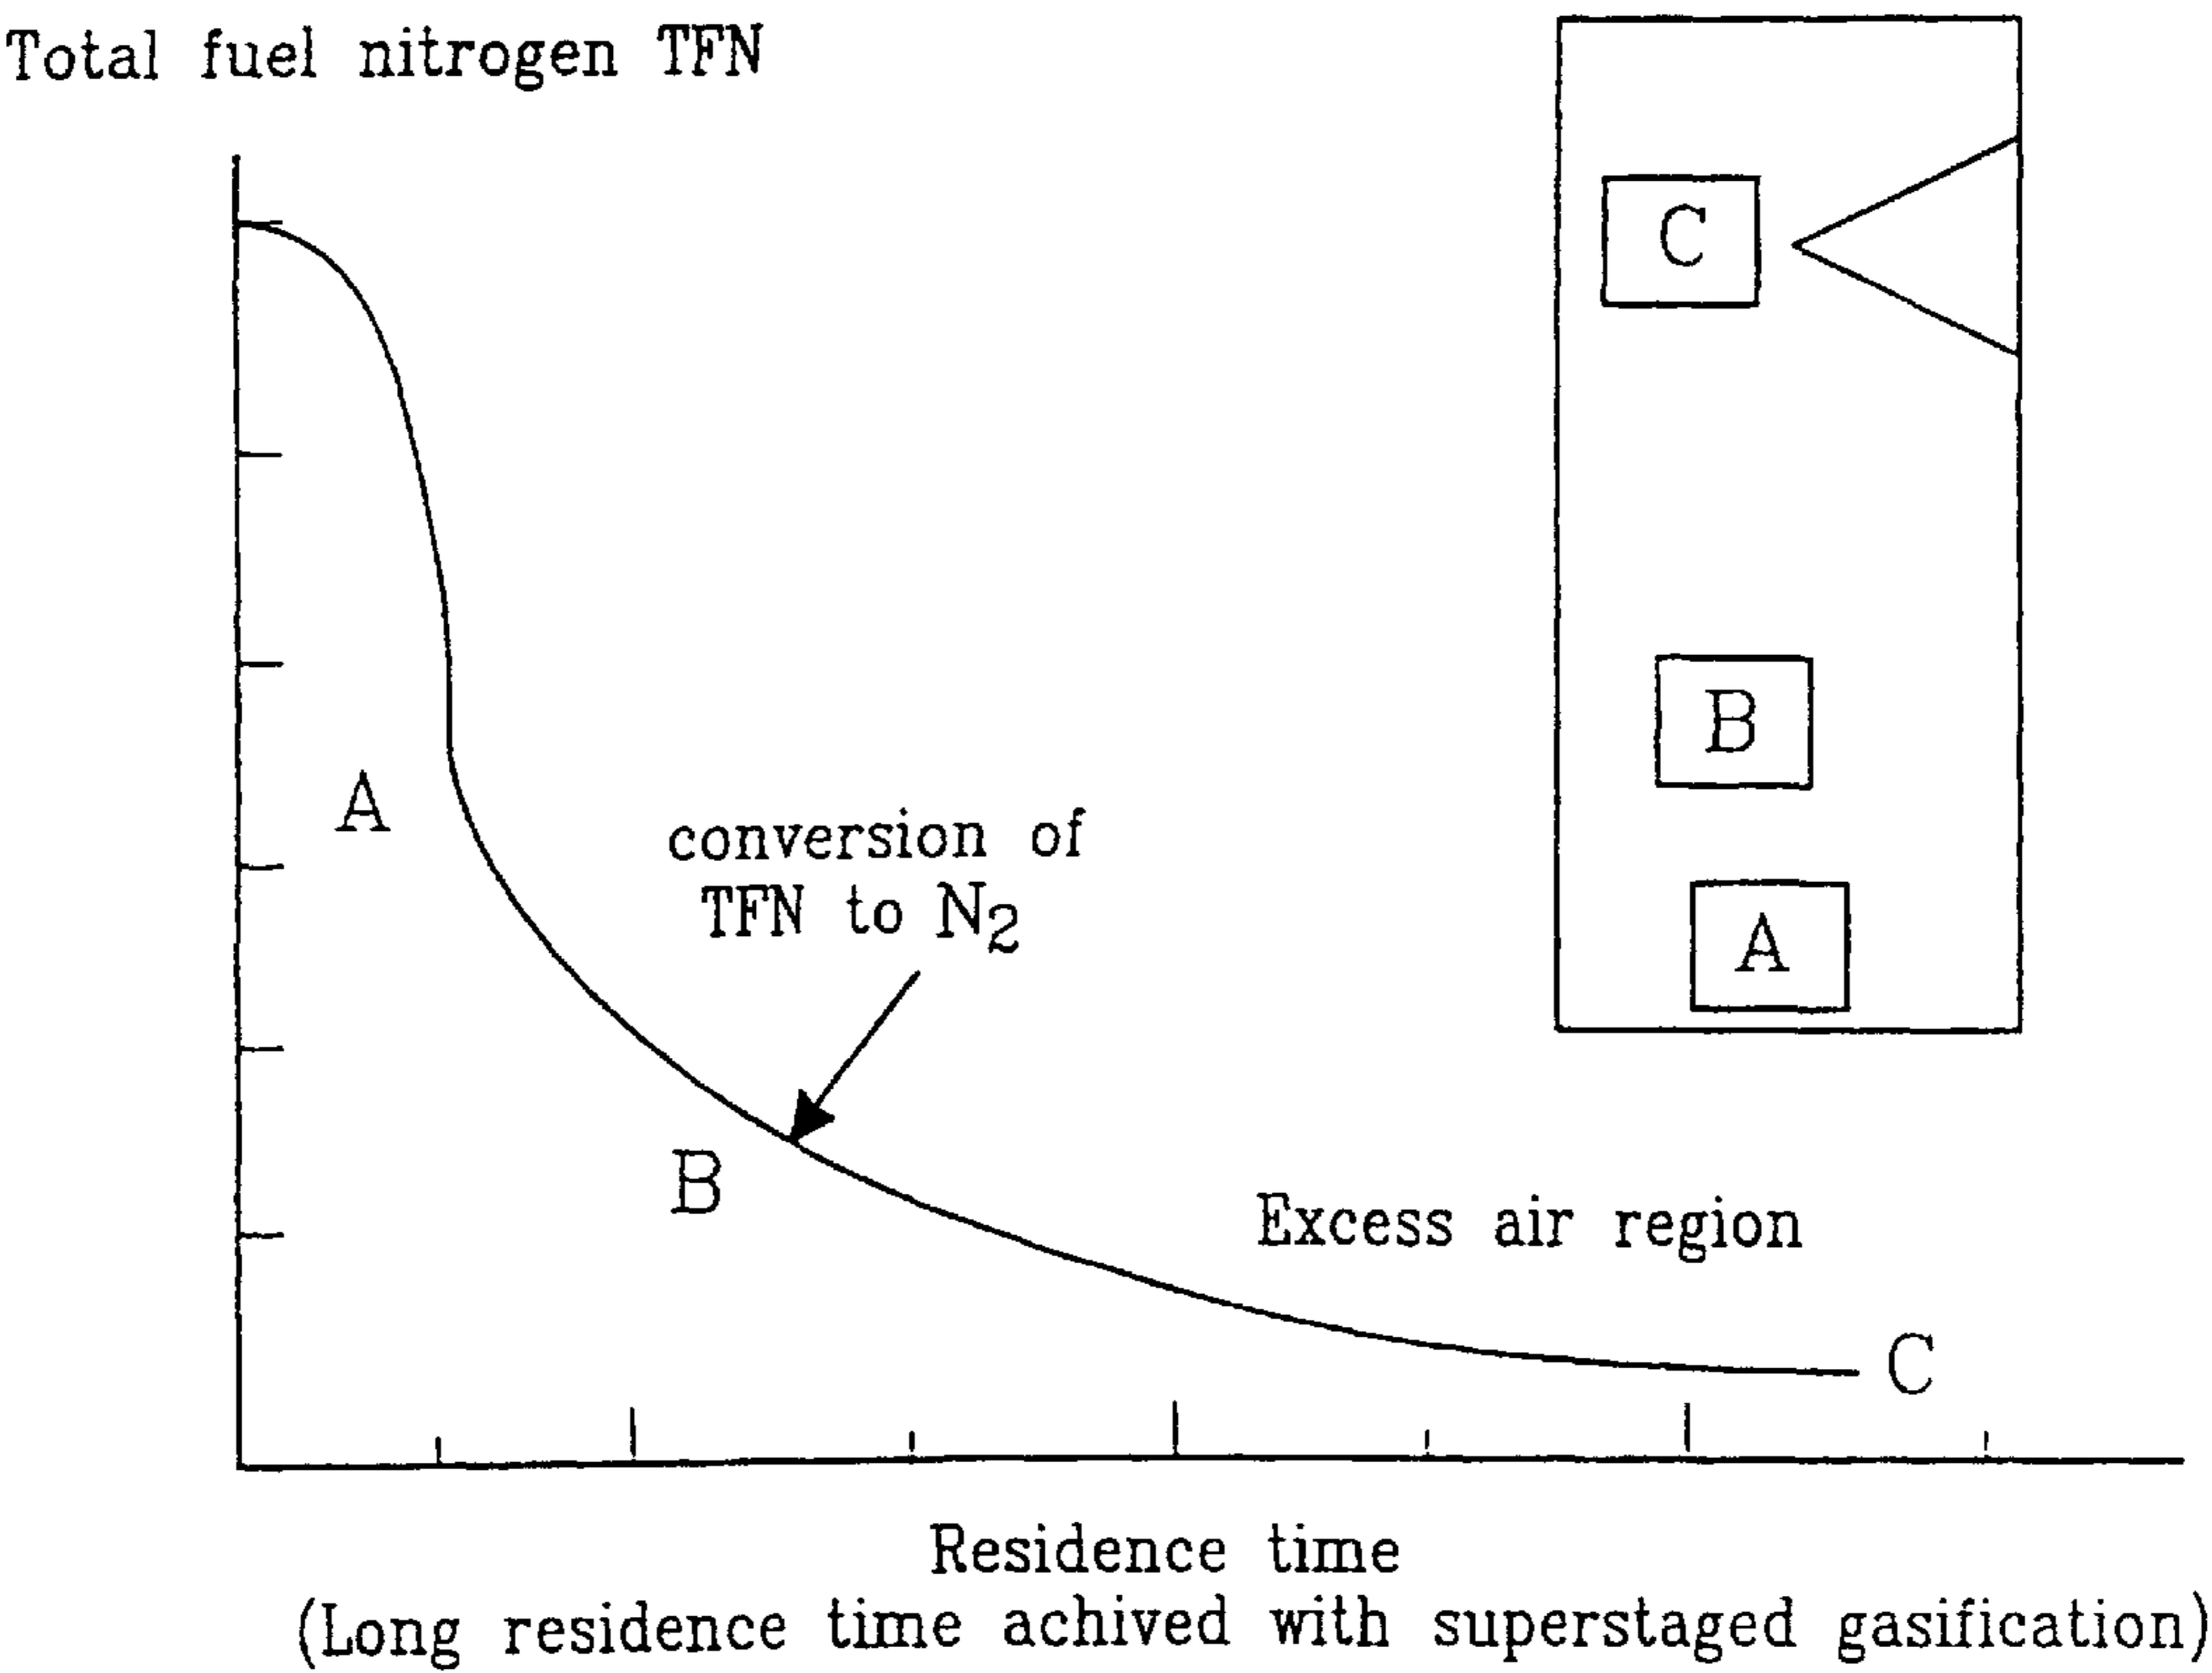 Total fuel nitrogen TFN
C
B
A
A
conversion of
TFN to N2
B
Excess air region
C
Residence time
(Long residence time achived with superstaged gasification)